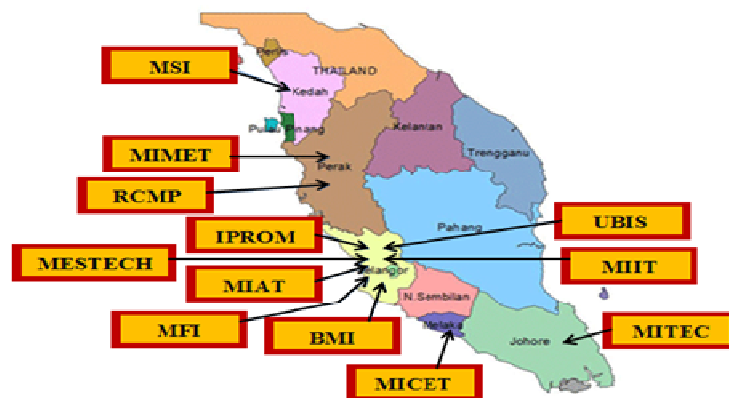 Perlis
MSI
THAILAND
Kedah
Pulau Pinang
Kelantan
MIMET
Trengganu
Perak
RCMP
IPROM
Pahang
UBIS
MESTECH
MIIT
MIAT
Selangor
N.Sembilan
MFI
BMI
Melaka
Johore
MITEC
MICET